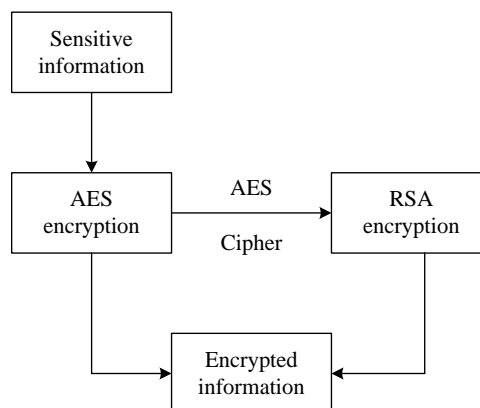 Sensitive
information
AES
encryption
AES
Cipher
RSA
encryption
Encrypted
information